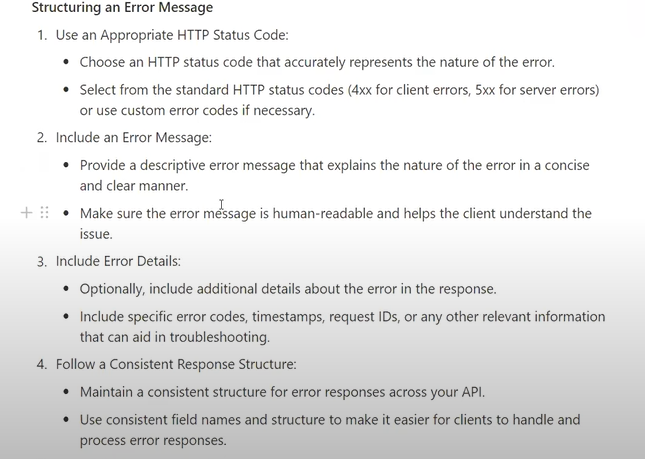 Structuring an Error Message
1. Use an Appropriate HTTP Status Code:
• Choose an HTTP status code that accurately represents the nature of the error.
• Select from the standard HTTP status codes (4xx for client errors, 5xx for server errors)
or use custom error codes if necessary.
2. Include an Error Message:
• Provide a descriptive error message that explains the nature of the error in a concise
and clear manner.
• Make sure the error message is human-readable and helps the client understand the
issue.
3. Include Error Details:
• Optionally, include additional details about the error in the response.
• Include specific error codes, timestamps, request IDs, or any other relevant information
that can aid in troubleshooting.
4. Follow a Consistent Response Structure:
• Maintain a consistent structure for error responses across your API.
• Use consistent field names and structure to make it easier for clients to handle and
process error responses.